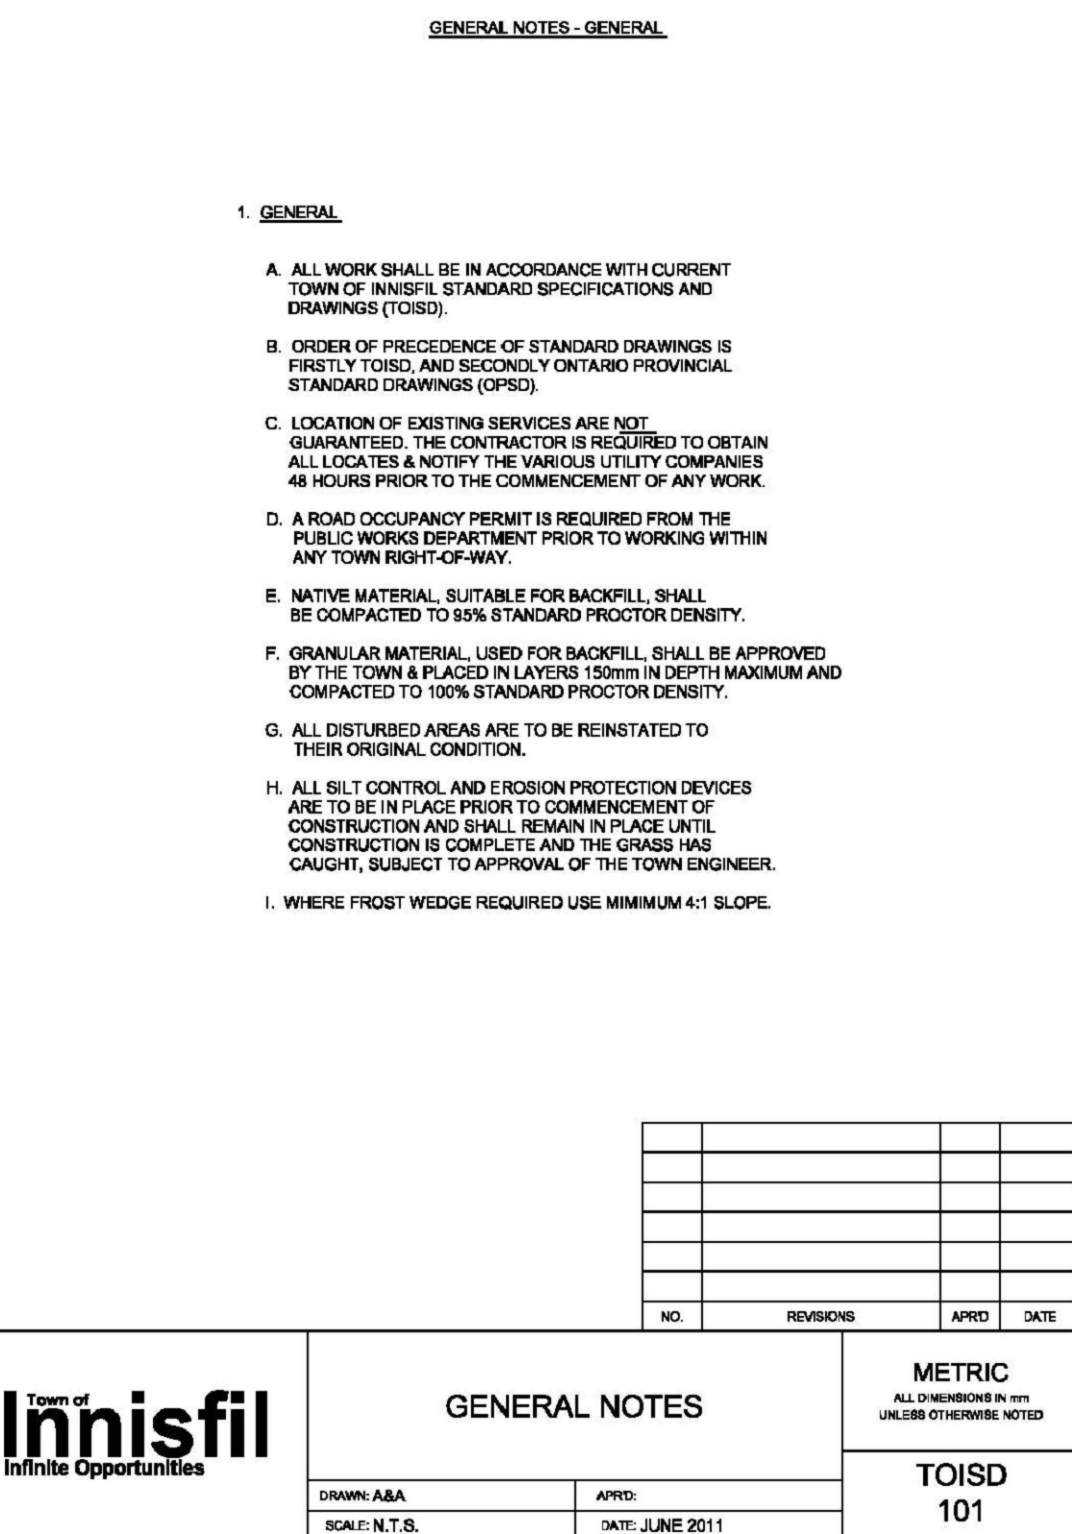 GENERAL NOTES - GENERAL
1. GENERAL
A. ALL WORK SHALL BE IN ACCORDANCE WITH CURRENT
TOWN OF INNISFIL STANDARD SPECIFICATIONS AND
DRAWINGS (TOISD).
B. ORDER OF PRECEDENCE OF STANDARD DRAWINGS IS
FIRSTLY TOISD, AND SECONDLY ONTARIO PROVINCIAL
STANDARD DRAWINGS (OPSD).
C. LOCATION OF EXISTING SERVICES ARE NOT
GUARANTEED. THE CONTRACTOR IS REQUIRED TO OBTAIN
ALL LOCATES & NOTIFY THE VARIOUS UTILITY COMPANIES
48 HOURS PRIOR TO THE COMMENCEMENT OF ANY WORK.
D. A ROAD OCCUPANCY PERMIT IS REQUIRED FROM THE
PUBLIC WORKS DEPARTMENT PRIOR TO WORKING WITHIN
ANY TOWN RIGHT-OF-WAY.
E. NATIVE MATERIAL, SUITABLE FOR BACKFILL, SHALL
BE COMPACTED TO 95% STANDARD PROCTOR DENSITY.
F. GRANULAR MATERIAL, USED FOR BACKFILL, SHALL BE APPROVED
BY THE TOWN & PLACED IN LAYERS 150mm IN DEPTH MAXIMUM AND
COMPACTED TO 100% STANDARD PROCTOR DENSITY.
G. ALL DISTURBED AREAS ARE TO BE REINSTATED TO
THEIR ORIGINAL CONDITION.
H. ALL SILT CONTROL AND EROSION PROTECTION DEVICES
ARE TO BE IN PLACE PRIOR TO COMMENCEMENT OF
CONSTRUCTION AND SHALL REMAIN IN PLACE UNTIL
CONSTRUCTION IS COMPLETE AND THE GRASS HAS
CAUGHT, SUBJECT TO APPROVAL OF THE TOWN ENGINEER.
I. WHERE FROST WEDGE REQUIRED USE MIMIMUM 4:1 SLOPE.
NO. REVISIONS APR'D DATE
Town of
Innisfil
Infinite Opportunities
GENERAL NOTES
DRAWN: A&A APR'D:
SCALE: N.T.S. DATE: JUNE 2011
METRIC
ALL DIMENSIONS IN mm
UNLESS OTHERWISE NOTED
TOISD
101